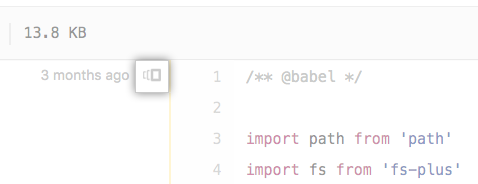 13.8 KB
3 months ago 1 /** @babel */
2
3 import path from 'path'
4 import fs from 'fs-plus'